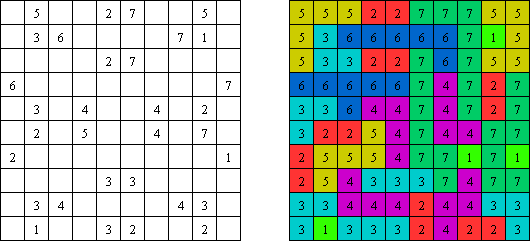 5 2 7 5 5 5 5 2 2 7 7 7 5 5
3 6 7 1 5 3 6 6 6 6 6 7 1 5
2 7 5 3 3 2 2 7 6 7 5 5
6 7 6 6 6 6 6 7 4 7 2 7
3 4 4 2 3 3 6 4 4 7 4 7 2 7
2 5 4 7 3 2 2 5 4 7 4 4 7 7
2 1 2 5 5 5 4 7 7 1 7 1
3 3 2 5 4 3 3 3 7 4 7 7
3 4 4 3 3 3 4 4 4 2 4 4 3 3
1 3 2 2 3 1 3 3 3 2 4 2 2 3